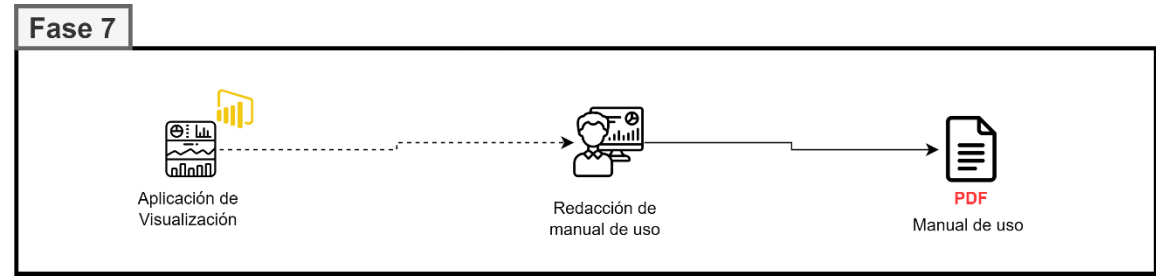 Fase 7
Aplicación de
Visualización
Redacción de
manual de uso
PDF
Manual de uso